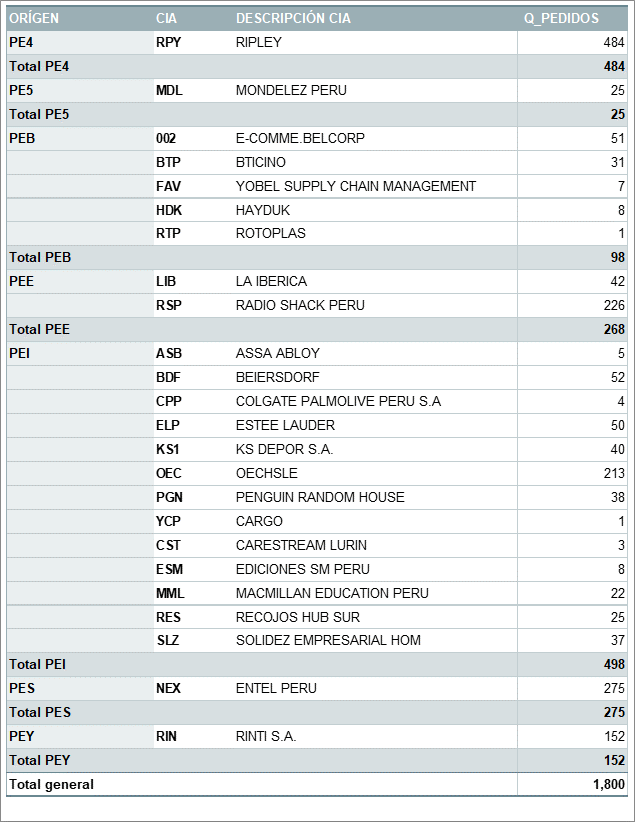 ORÍGEN CIA DESCRIPCIÓN CIA Q_PEDIDOS
PE4 RPY RIPLEY 484
Total PE4 484
PE5 MDL MONDELEZ PERU 25
Total PE5 25
PEB 002 E-COMME.BELCORP 51
BTP BTICINO 31
FAV YOBEL SUPPLY CHAIN MANAGEMENT 7
HDK HAYDUK 8
RTP ROTOPLAS 1
Total PEB 98
PEE LIB LA IBERICA 42
RSP RADIO SHACK PERU 226
Total PEE 268
PEI ASB ASSA ABLOY 5
BDF BEIERSDORF 52
CPP COLGATE PALMOLIVE PERU S.A 4
ELP ESTEE LAUDER 50
KS1 KS DEPOR S.A. 40
OEC OECHSLE 213
PGN PENGUIN RANDOM HOUSE 38
YCP CARGO 1
CST CARESTREAM LURIN 3
ESM EDICIONES SM PERU 8
MML MACMILLAN EDUCATION PERU 22
RES RECOJOS HUB SUR 25
SLZ SOLIDEZ EMPRESARIAL HOM 37
Total PEI 498
PES NEX ENTEL PERU 275
Total PES 275
PEY RIN RINTI S.A. 152
Total PEY 152
Total general 1,800